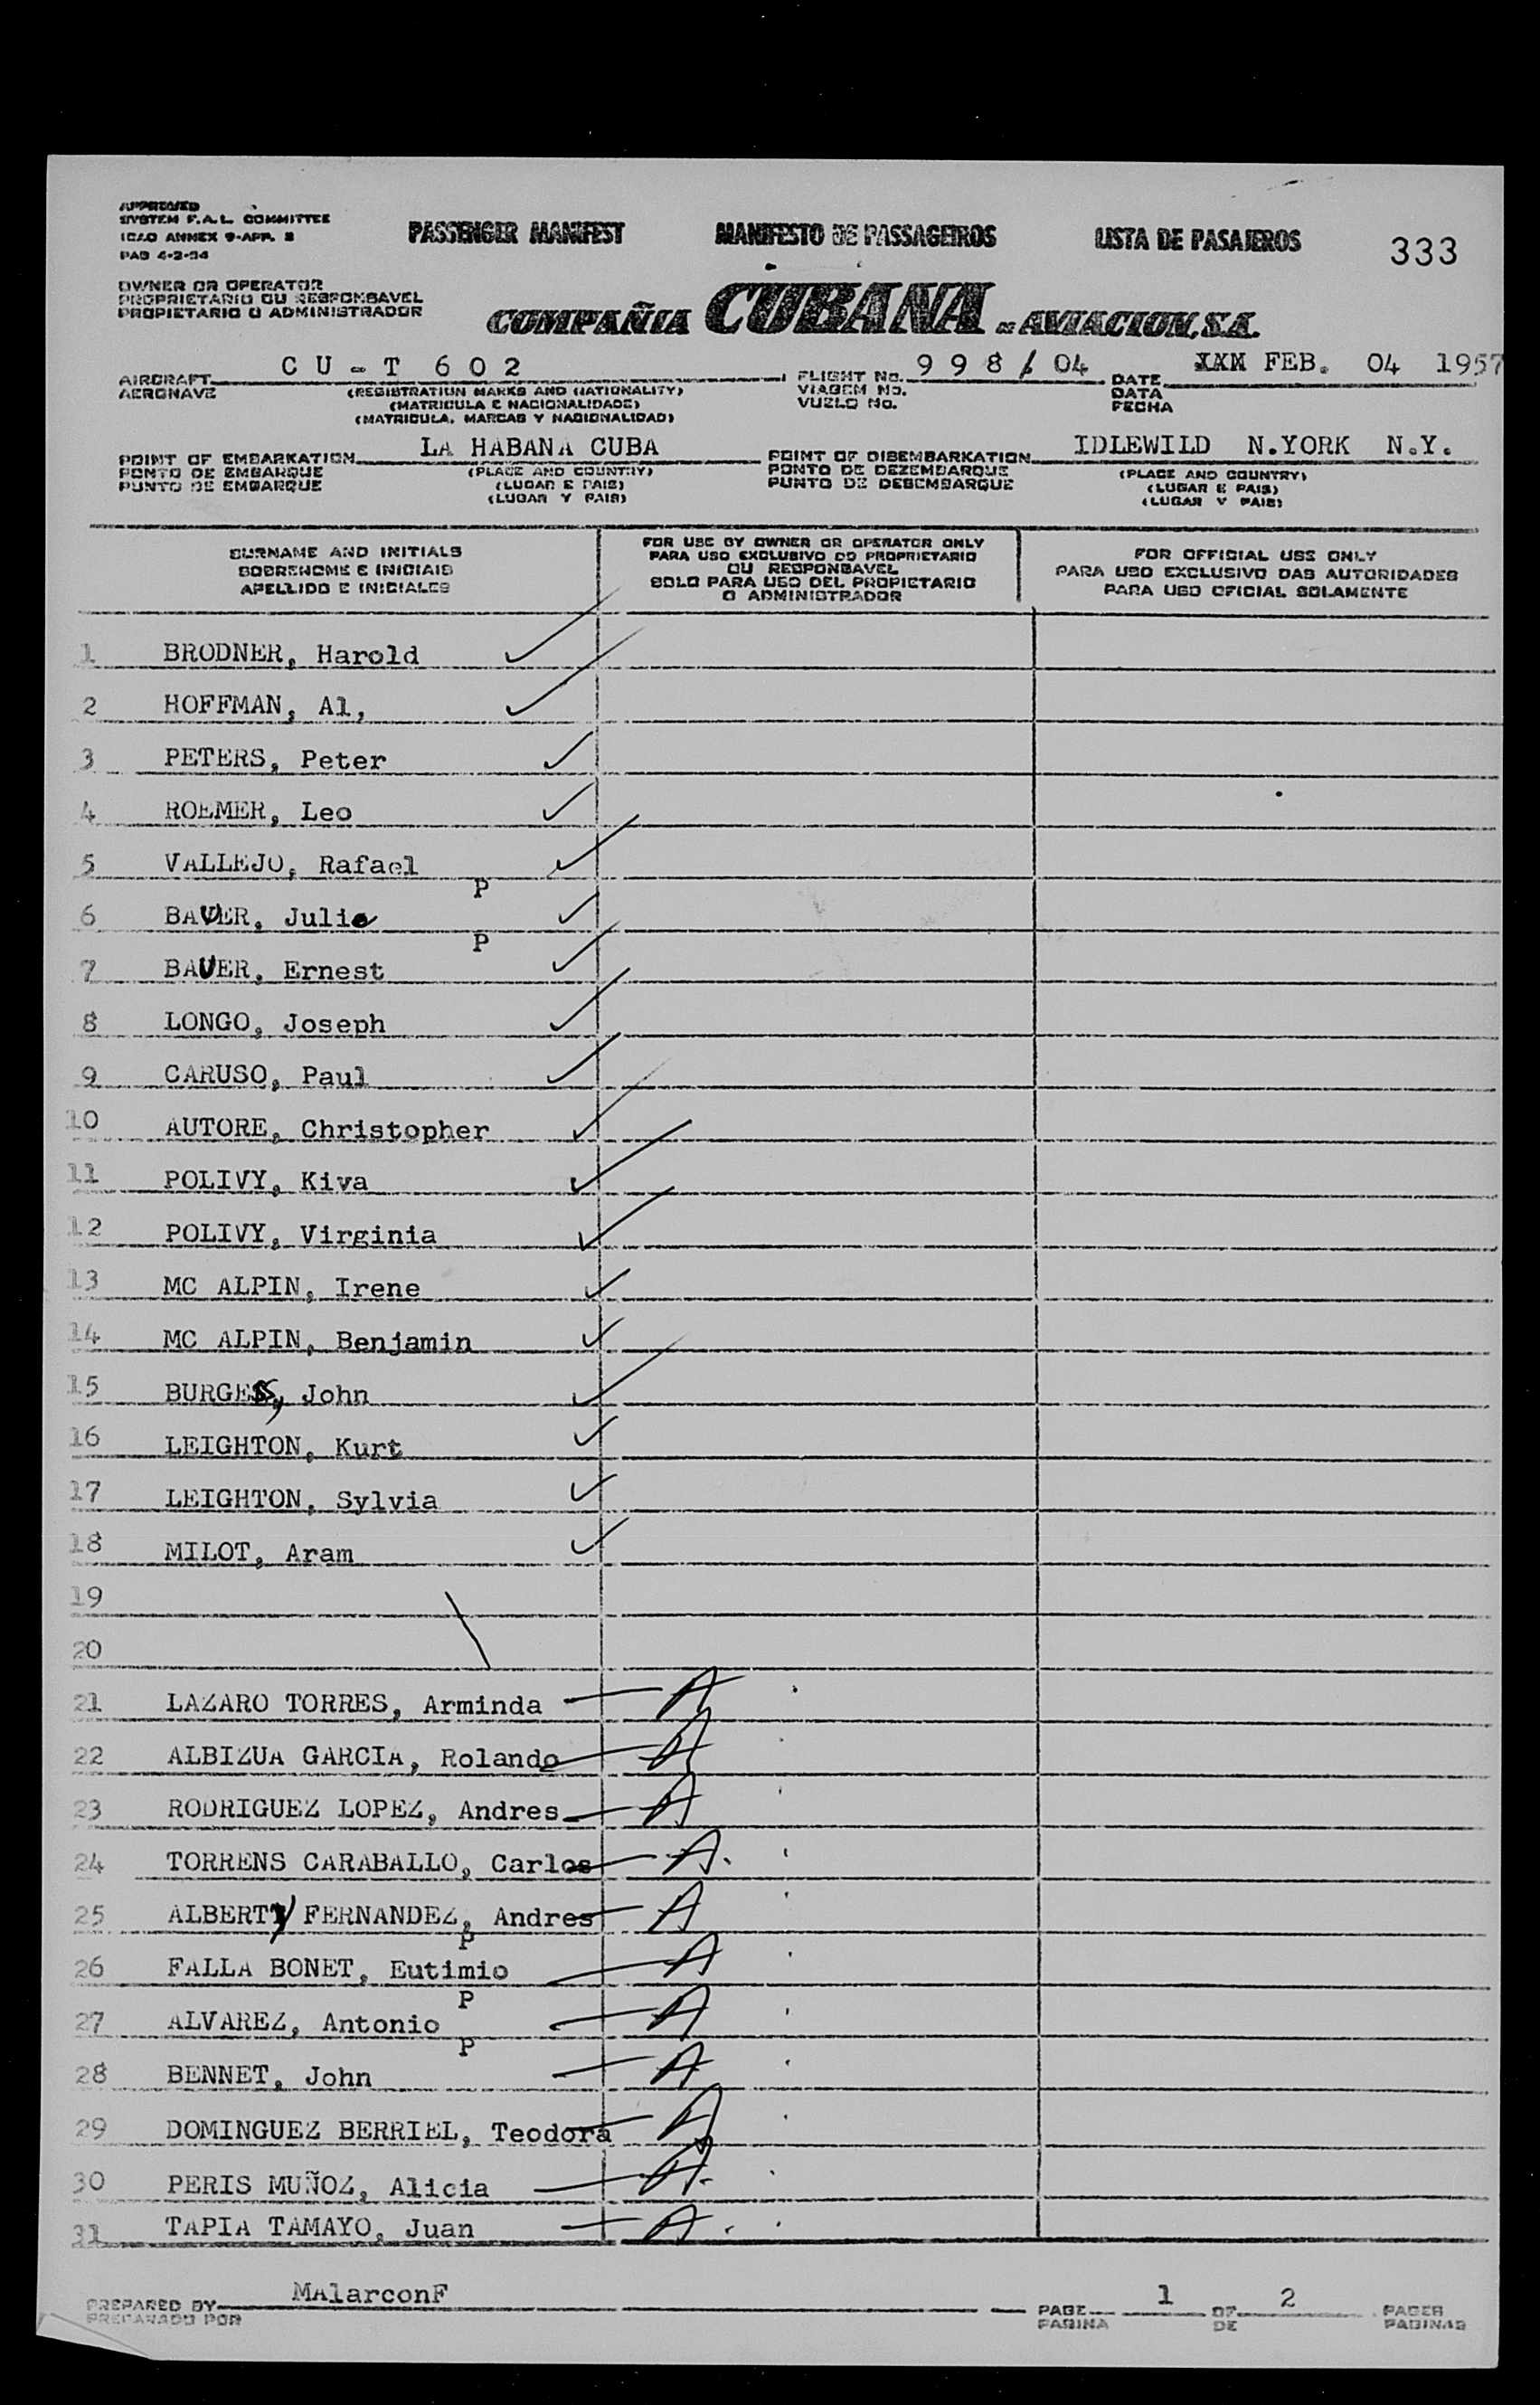 APPROVED
SYSTEM F.A.L. COMMITTEE
ICAO ANNEX 9-APP. 2
PAB 4-2-54
PASSENGER MANIFEST MANIFESTO DE PASSAGEIROS LISTA DE PASAJEROS 333
OWNER OR OPERATOR
PROPRIETARIO OU RESPONSAVEL
PROPIETARIO O ADMINISTRADOR
COMPAÑIA CUBANA DE AVIACION, S.A.
AIRCRAFT CU-T 602 FLIGHT No. 998/04 DATE XXX FEB. 04 1957
AERONAVE (REGISTRATION MARKS AND NATIONALITY) VIAGEM No. DATA
(MATRICULA E NACIONALIDADE) VUELO No. FECHA
(MATRICULA, MARCAS Y NACIONALIDAD)
POINT OF EMBARKATION LA HABANA CUBA POINT OF DISEMBARKATION IDLEWILD N.YORK N.Y.
PONTO DE EMBARQUE (PLACE AND COUNTRY) PONTO DE DEZEMBARQUE (PLACE AND COUNTRY)
PUNTO DE EMBARQUE (LUGAR E PAIS) PUNTO DE DESEMBARQUE (LUGAR E PAIS)
(LUGAR Y PAIS) (LUGAR Y PAIS)
SURNAME AND INITIALS
SOBRENOME E INICIAIS
APELLIDO E INICIALES
FOR USE BY OWNER OR OPERATOR ONLY
PARA USO EXCLUSIVO DO PROPRIETARIO
OU RESPONSAVEL
SOLO PARA USO DEL PROPIETARIO
O ADMINISTRADOR
FOR OFFICIAL USE ONLY
PARA USO EXCLUSIVO DAS AUTORIDADES
PARA USO OFICIAL SOLAMENTE
1 BRODNER, Harold
2 HOFFMAN, Al,
3 PETERS, Peter
4 ROEMER, Leo
5 VALLEJO, Rafael
P
6 BAUER, Julie
P
7 BAUER, Ernest
8 LONGO, Joseph
9 CARUSO, Paul
10 AUTORE, Christopher
11 POLIVY, Kiva
12 POLIVY, Virginia
13 MC ALPIN, Irene
14 MC ALPIN, Benjamin
15 BURGESS, John
16 LEIGHTON, Kurt
17 LEIGHTON, Sylvia
18 MILOT, Aram
19
20
21 LAZARO TORRES, Arminda A
22 ALBIZUA GARCIA, Rolando A
23 RODRIGUEZ LOPEZ, Andres A
24 TORRENS CARABALLO, Carlos A.
25 ALBERTY FERNANDEZ, Andres A
P
26 FALLA BONET, Eutimio A
P
27 ALVAREZ, Antonio A
P
28 BENNET, John A
29 DOMINGUEZ BERRIEL, Teodora A
30 PERIS MUÑOZ, Alicia A.
31 TAPIA TAMAYO, Juan A.
PREPARED BY MAlarconF PAGE 1 OF 2 PAGES
PREPARADO POR PAGINA DE PAGINAS